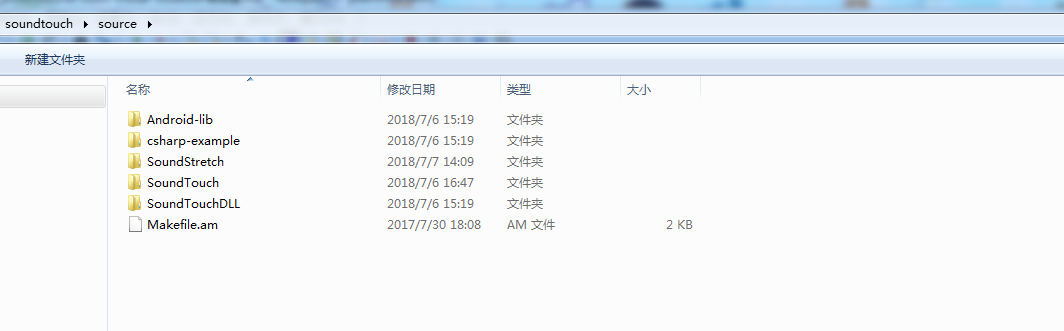 soundtouch source
新建文件夹
名称 修改日期 类型 大小
Android-lib 2018/7/6 15:19 文件夹
csharp-example 2018/7/6 15:19 文件夹
SoundStretch 2018/7/7 14:09 文件夹
SoundTouch 2018/7/6 16:47 文件夹
SoundTouchDLL 2018/7/6 15:19 文件夹
Makefile.am 2017/7/30 18:08 AM 文件 2 KB